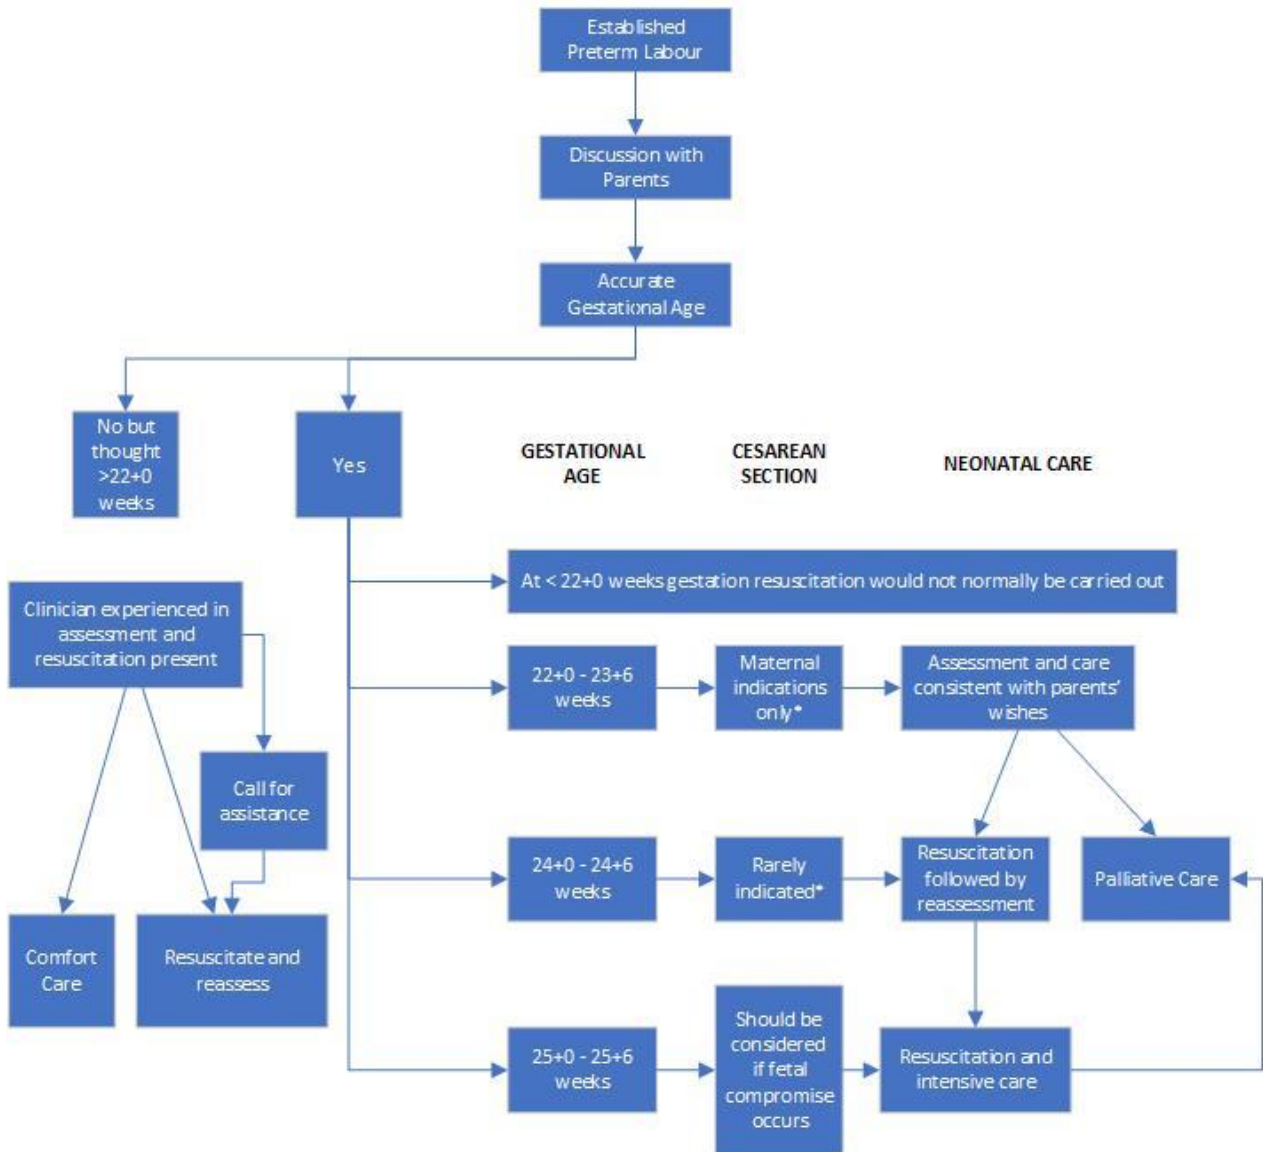 Established
Preterm Labour
Discussion with
Parents
Accurate
Gestational Age
No but
thought
>22+0
weeks
Yes
GESTATIONAL
AGE
CESAREAN
SECTION
NEONATAL CARE
At < 22+0 weeks gestation resuscitation would not normally be carried out
Clinician experienced in
assessment and
resuscitation present
22+0 - 23+6
weeks
Maternal
indications
only*
Assessment and care
consistent with parents'
wishes
Call for
assistance
24+0 - 24+6
weeks
Rarely
indicated*
Resuscitation
followed by
reassessment
Palliative Care
Comfort
Care
Resuscitate and
reassess
25+0 - 25+6
weeks
Should be
considered
if fetal
compromise
occurs
Resuscitation and
intensive care